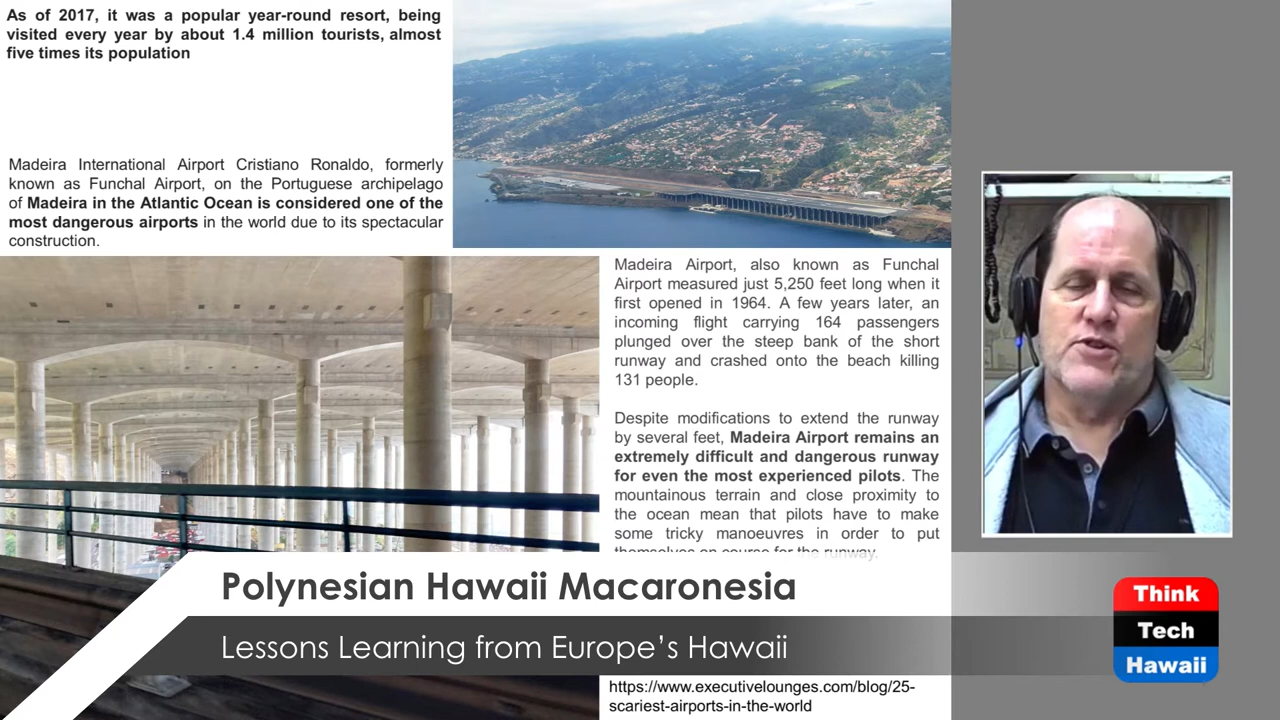 As of 2017, it was a popular year-round resort, being
visited every year by about 1.4 million tourists, almost
five times its population
Madeira International Airport Cristiano Ronaldo, formerly
known as Funchal Airport, on the Portuguese archipelago
of Madeira in the Atlantic Ocean is considered one of the
most dangerous airports in the world due to its spectacular
construction.
Madeira Airport, also known as Funchal
Airport measured just 5,250 feet long when it
first opened in 1964. A few years later, an
incoming flight carrying 164 passengers
plunged over the steep bank of the short
runway and crashed onto the beach killing
131 people.
Despite modifications to extend the runway
by several feet, Madeira Airport remains an
extremely difficult and dangerous runway
for even the most experienced pilots. The
mountainous terrain and close proximity to
the ocean mean that pilots have to make
some tricky manoeuvres in order to put
themselves on course for the runway.
Polynesian Hawaii Macaronesia
Lessons Learning from Europe's Hawaii
Think
Tech
Hawaii
https://www.executivelounges.com/blog/25-
scariest-airports-in-the-world